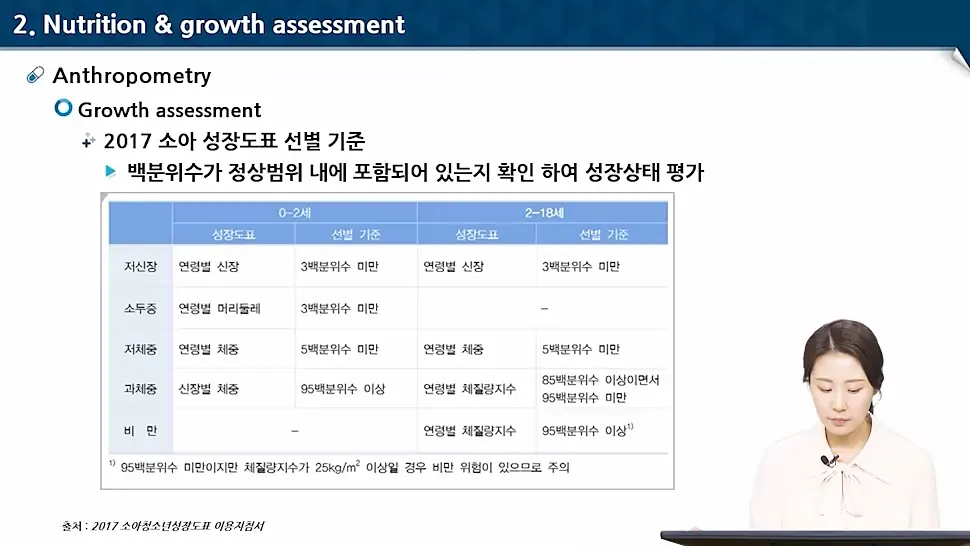 2. Nutrition & growth assessment
Anthropometry
Growth assessment
2017 소아 성장도표 선별 기준
백분위수가 정상범위 내에 포함되어 있는지 확인 하여 성장상태 평가
0-2세 2-18세
성장도표 선별 기준 성장도표 선별 기준
저신장 연령별 신장 3백분위수 미만 연령별 신장 3백분위수 미만
소두증 연령별 머리둘레 3백분위수 미만 -
저체중 연령별 체중 5백분위수 미만 연령별 체중 5백분위수 미만
과체중 신장별 체중 95백분위수 이상 연령별 체질량지수 85백분위수 이상이면서
95백분위수 미만
비 만 - 연령별 체질량지수 95백분위수 이상1)
1) 95백분위수 미만이지만 체질량지수가 25kg/m2 이상일 경우 비만 위험이 있으므로 주의
출처 : 2017 소아청소년성장도표 이용지침서